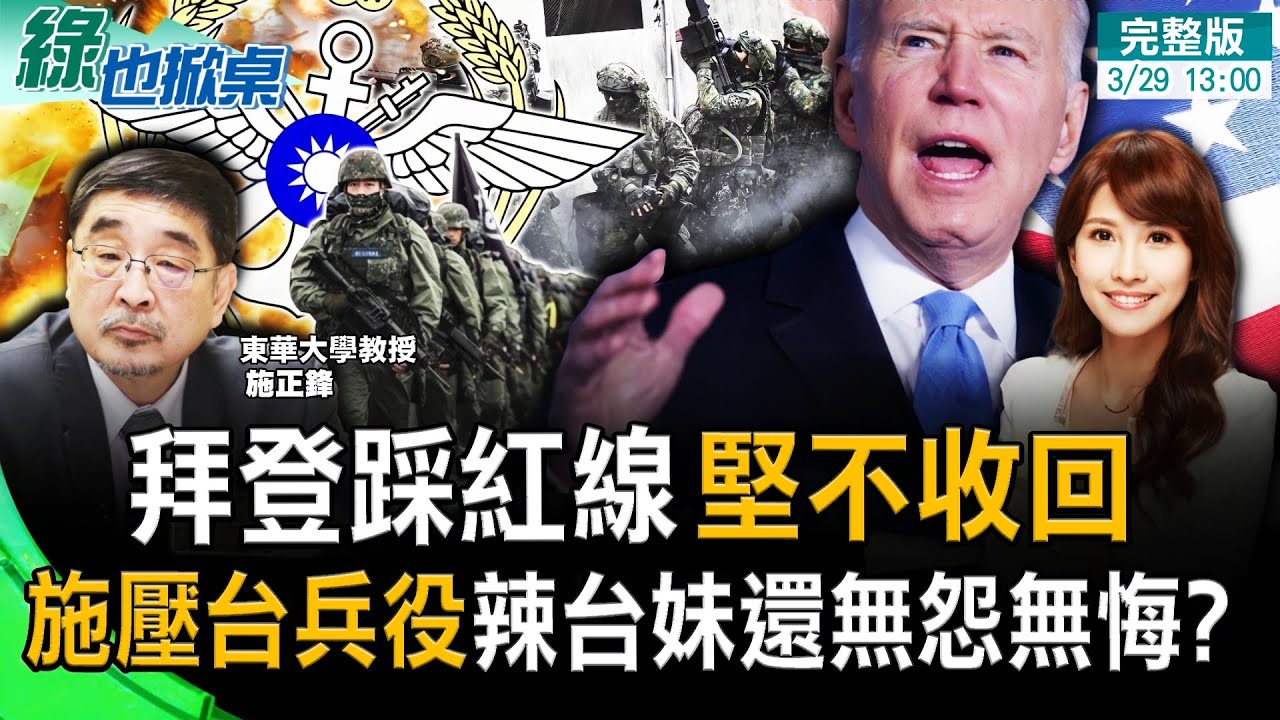 綠也掀桌
完整版
3/29 13:00
東華大學教授
施正鋒
拜登踩紅線 堅不收回
施壓台兵役辣台妹還無怨無悔?